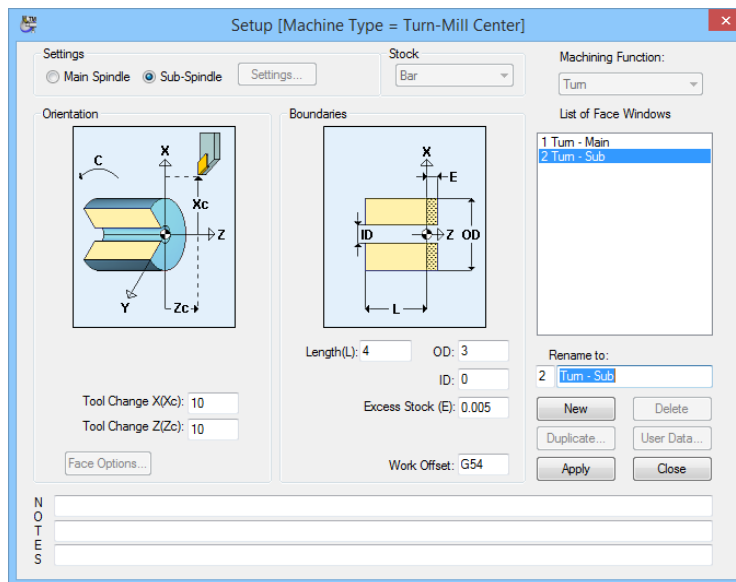 Setup [Machine Type = Turn-Mill Center]
Settings
Main Spindle
Sub-Spindle
Settings...
Stock
Bar
Machining Function:
Turn
Orientation
C
X
Xc
Z
Y
Zc
Tool Change X(Xc): 10
Tool Change Z(Zc): 10
Face Options...
Boundaries
X
E
ID
Z
OD
L
Length(L): 4
OD: 3
ID: 0
Excess Stock (E): 0.005
Work Offset: G54
List of Face Windows
1 Turn - Main
2 Turn - Sub
Rename to:
2 Turn - Sub
New
Delete
Duplicate...
User Data...
Apply
Close
NOTES